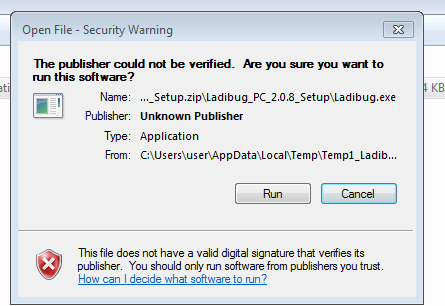 Open File - Security Warning
The publisher could not be verified.  Are you sure you want to
run this software?
Name: ..._Setup.zip\Ladibug_PC_2.0.8_Setup\Ladibug.exe
Publisher: Unknown Publisher
Type: Application
From: C:\Users\user\AppData\Local\Temp\Temp1_Ladib...
Run Cancel
This file does not have a valid digital signature that verifies its
publisher.  You should only run software from publishers you trust.
How can I decide what software to run?
4 KB